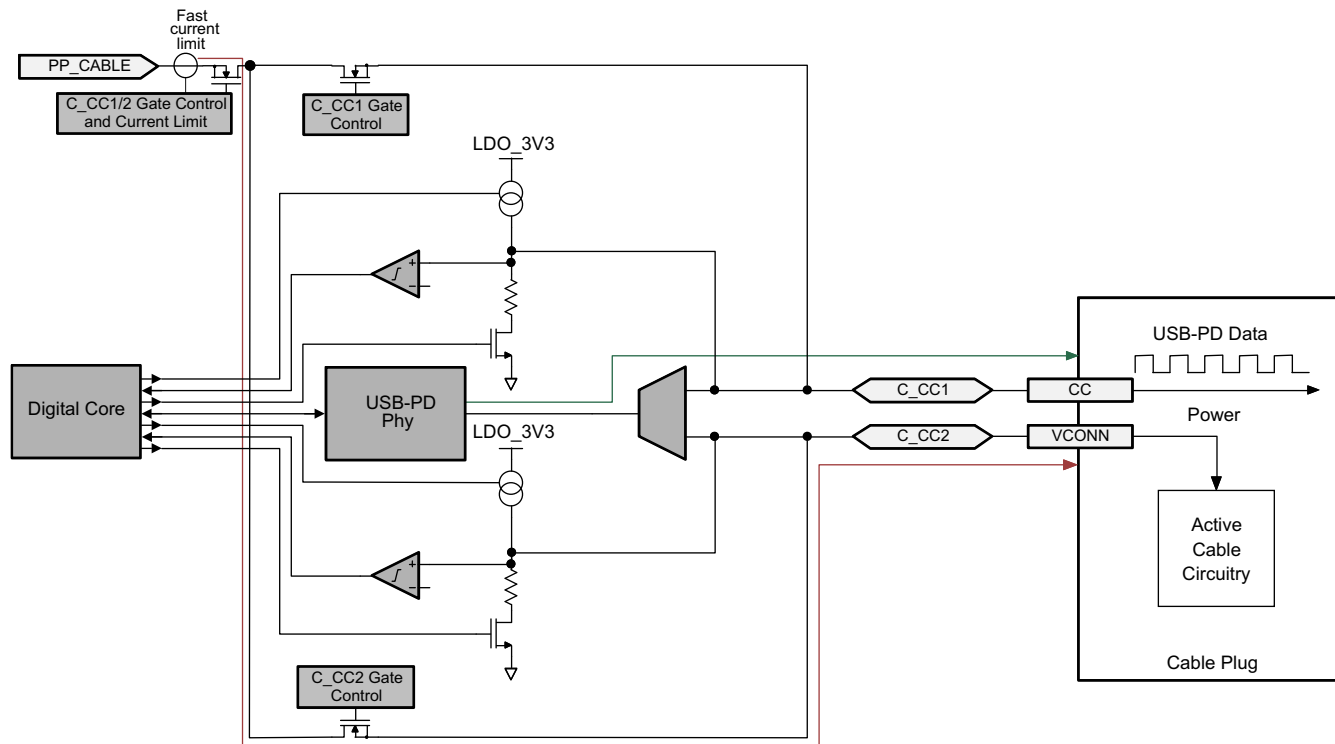 Fast
current
limit
PP_CABLE
C_CC1/2 Gate Control
and Current Limit
C_CC1 Gate
Control
LDO_3V3
+
−
Digital Core
USB-PD
Phy
LDO_3V3
+
−
C_CC2 Gate
Control
C_CC1
C_CC2
CC
VCONN
USB-PD Data
Power
Active
Cable
Circuitry
Cable Plug